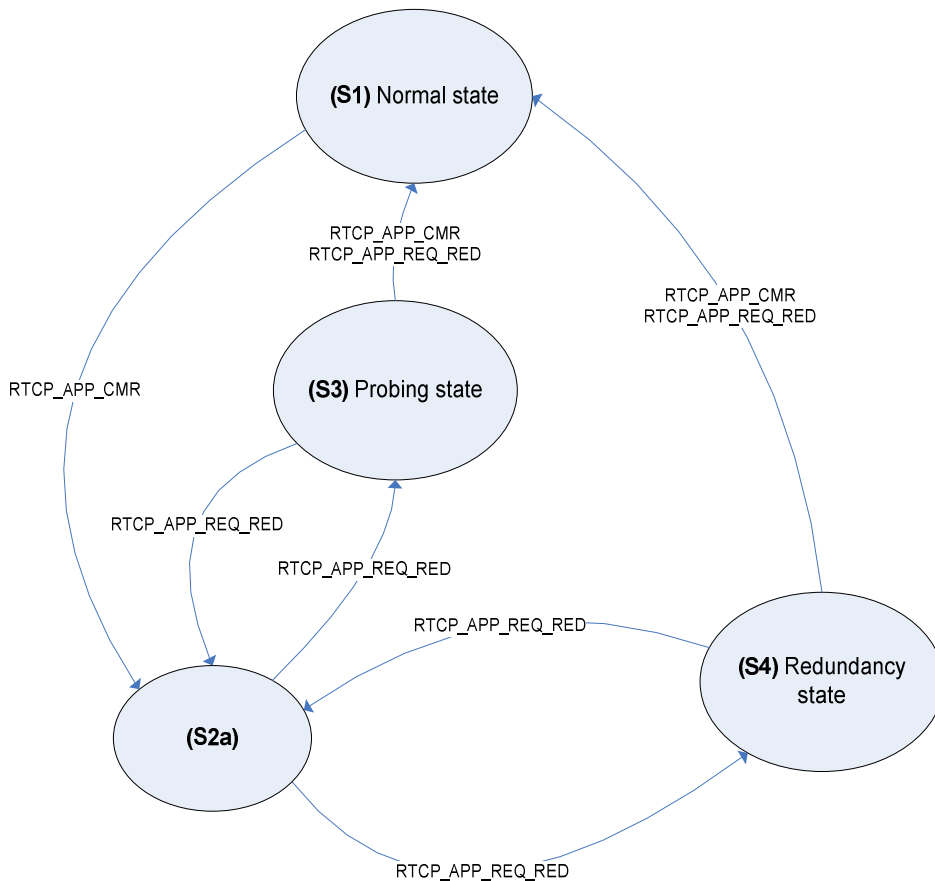 (S1) Normal state
RTCP_APP_CMR
RTCP_APP_REQ_RED
RTCP_APP_CMR
RTCP_APP_REQ_RED
RTCP_APP_CMR
(S3) Probing state
RTCP_APP_REQ_RED
RTCP_APP_REQ_RED
RTCP_APP_REQ_RED
(S4) Redundancy
state
(S2a)
RTCP_APP_REQ_RED